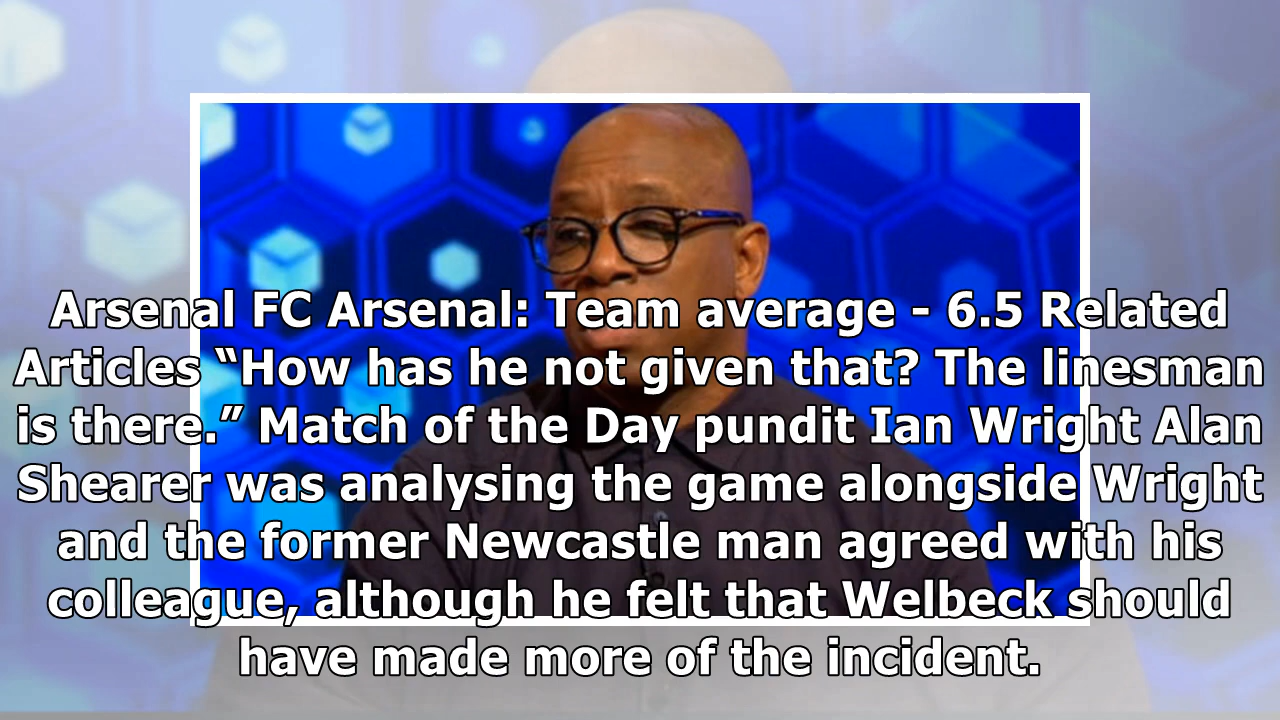 Arsenal FC Arsenal: Team average - 6.5 Related
Articles “How has he not given that? The linesman
is there.” Match of the Day pundit Ian Wright Alan
Shearer was analysing the game alongside Wright
and the former Newcastle man agreed with his
colleague, although he felt that Welbeck should
have made more of the incident.